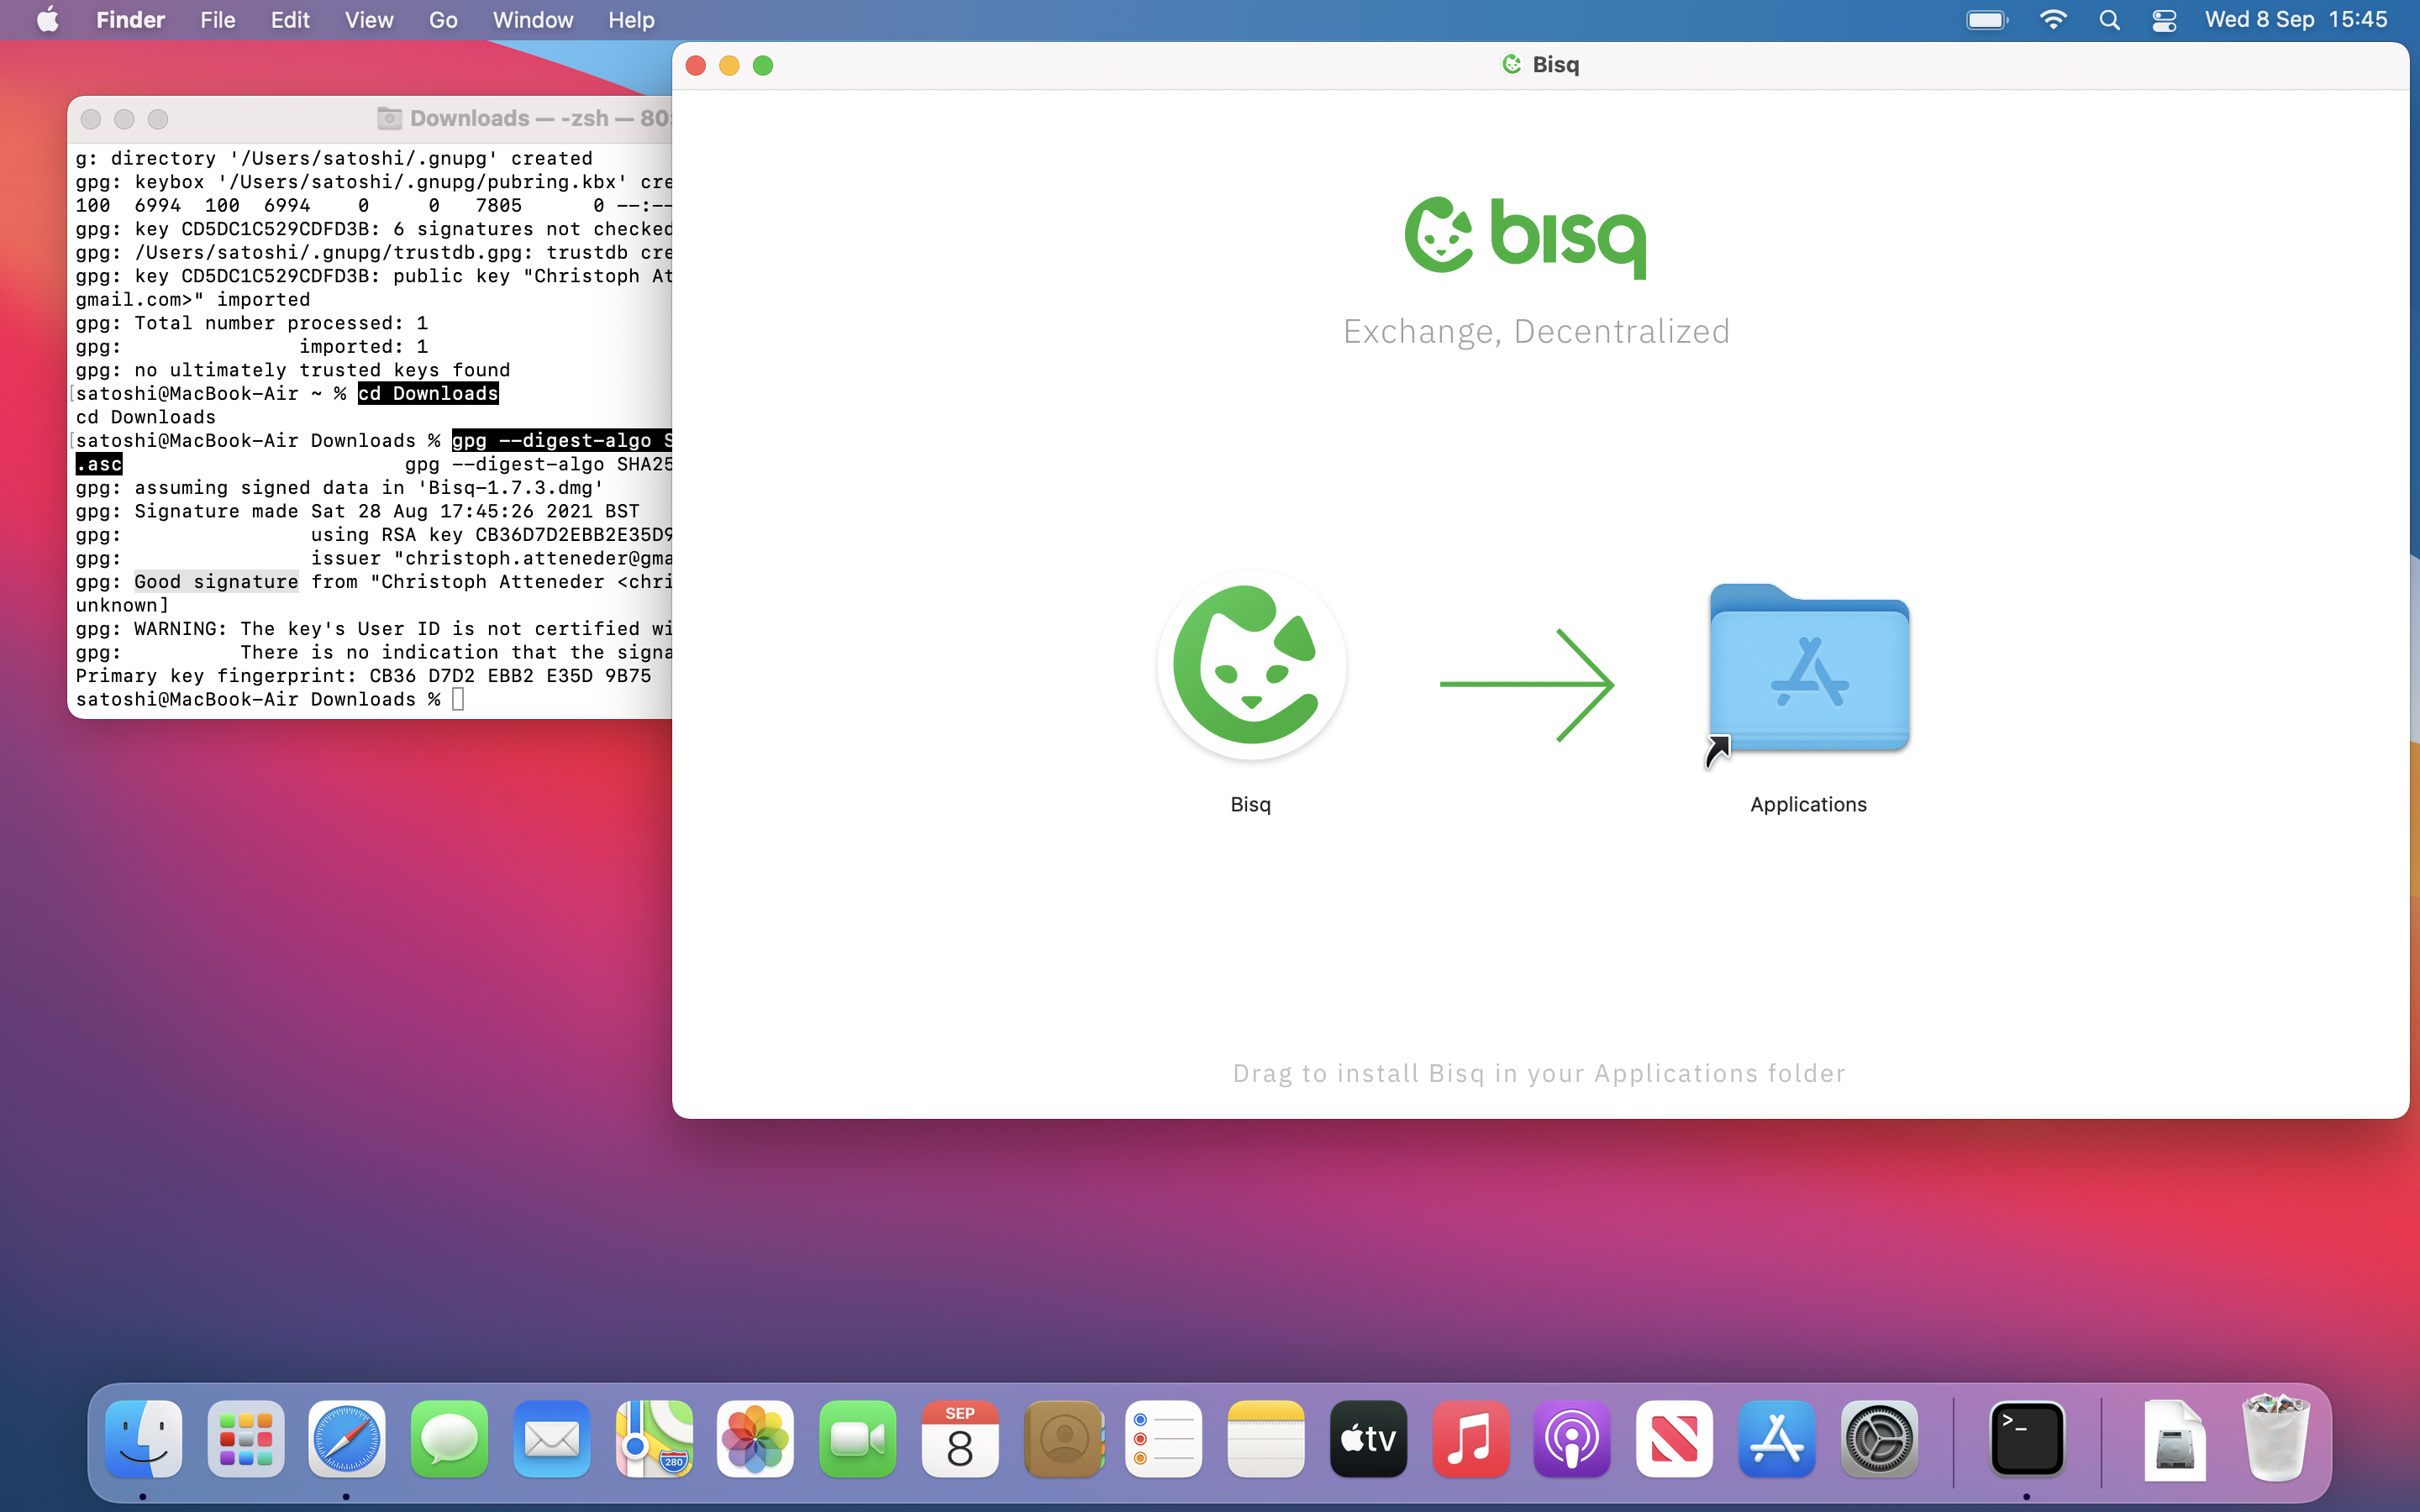 Finder File Edit View Go Window Help Wed 8 Sep 15:45
Downloads — -zsh — 80
g: directory '/Users/satoshi/.gnupg' created
gpg: keybox '/Users/satoshi/.gnupg/pubring.kbx' cre
100  6994  100  6994    0     0   7805      0 --:--
gpg: key CD5DC1C529CDFD3B: 6 signatures not checked
gpg: /Users/satoshi/.gnupg/trustdb.gpg: trustdb cre
gpg: key CD5DC1C529CDFD3B: public key "Christoph At
gmail.com>" imported
gpg: Total number processed: 1
gpg:               imported: 1
gpg: no ultimately trusted keys found
[satoshi@MacBook-Air ~ % cd Downloads
cd Downloads
[satoshi@MacBook-Air Downloads % gpg --digest-algo S
.asc                        gpg --digest-algo SHA25
gpg: assuming signed data in 'Bisq-1.7.3.dmg'
gpg: Signature made Sat 28 Aug 17:45:26 2021 BST
gpg:                using RSA key CB36D7D2EBB2E35D9
gpg:                issuer "christoph.atteneder@gma
gpg: Good signature from "Christoph Atteneder <chri
unknown]
gpg: WARNING: The key's User ID is not certified wi
gpg:          There is no indication that the signa
Primary key fingerprint: CB36 D7D2 EBB2 E35D 9B75
satoshi@MacBook-Air Downloads %
Bisq
bisq
Exchange, Decentralized
Bisq
Applications
Drag to install Bisq in your Applications folder
280
SEP
8
tv
>_